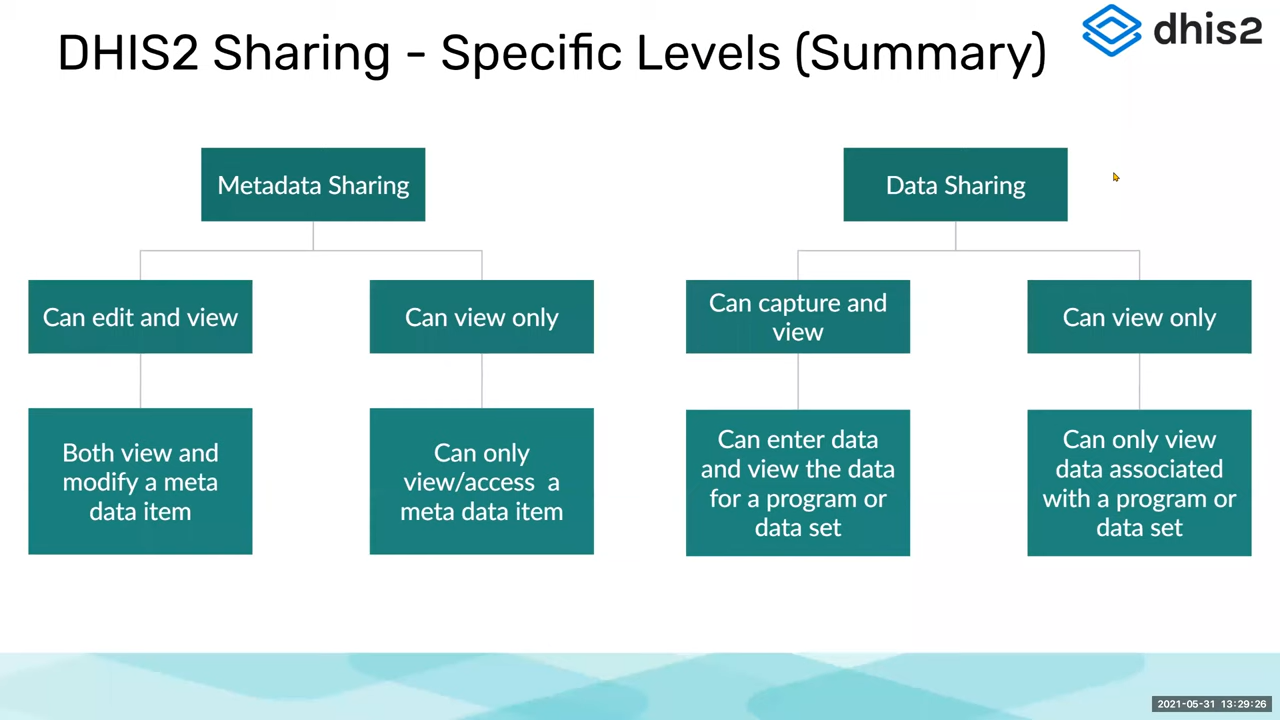 DHIS2 Sharing - Specific Levels (Summary)
dhis2
Metadata Sharing
Data Sharing
Can edit and view
Can view only
Can capture and
view
Can view only
Both view and
modify a meta
data item
Can only
view/access a
meta data item
Can enter data
and view the data
for a program or
data set
Can only view
data associated
with a program or
data set
2021-05-31 13:29:26